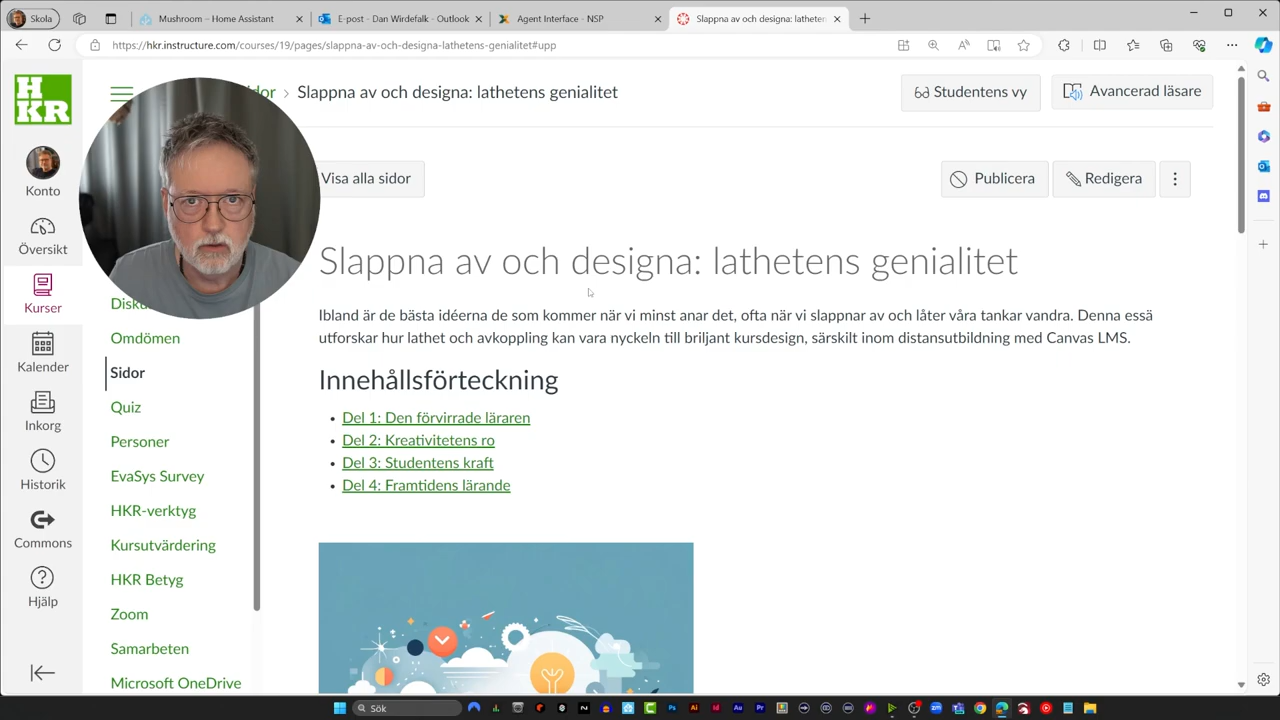 Skola
Mushroom – Home Assistant
E-post - Dan Wirdefalk - Outlook
Agent Interface - NSP
Slappna av och designa: lathetens
https://hkr.instructure.com/courses/19/pages/slappna-av-och-designa-lathetens-genialitet#upp
HKR
Konto
Översikt
Kurser
Kalender
Inkorg
Historik
Commons
Hjälp
Omdömen
Sidor
Quiz
Personer
EvaSys Survey
HKR-verktyg
Kursutvärdering
HKR Betyg
Zoom
Samarbeten
Microsoft OneDrive
Slappna av och designa: lathetens genialitet
Studentens vy
Avancerad läsare
Visa alla sidor
Publicera
Redigera
Slappna av och designa: lathetens genialitet
Ibland är de bästa idéerna de som kommer när vi minst anar det, ofta när vi slappnar av och låter våra tankar vandra. Denna essä
utforskar hur lathet och avkoppling kan vara nyckeln till briljant kursdesign, särskilt inom distansutbildning med Canvas LMS.
Innehållsförteckning
Del 1: Den förvirrade läraren
Del 2: Kreativitetens ro
Del 3: Studentens kraft
Del 4: Framtidens lärande
Sök